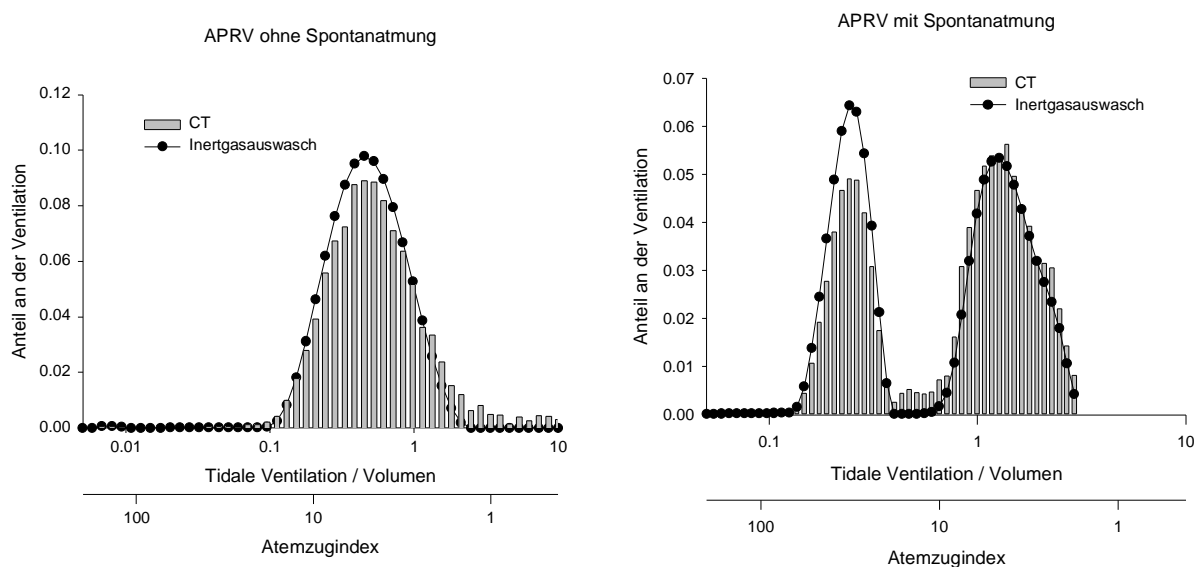 APRV ohne Spontanatmung
0.12
0.10
0.08
0.06
0.04
0.02
0.00
Anteil an der Ventilation
CT
Inertgasauswasch
0.01
0.1
1
10
Tidale Ventilation / Volumen
100
10
1
Atemzugindex
APRV mit Spontanatmung
0.07
0.06
0.05
0.04
0.03
0.02
0.01
0.00
Anteil an der Ventilation
CT
Inertgasauswasch
0.1
1
10
Tidale Ventilation / Volumen
100
10
1
Atemzugindex